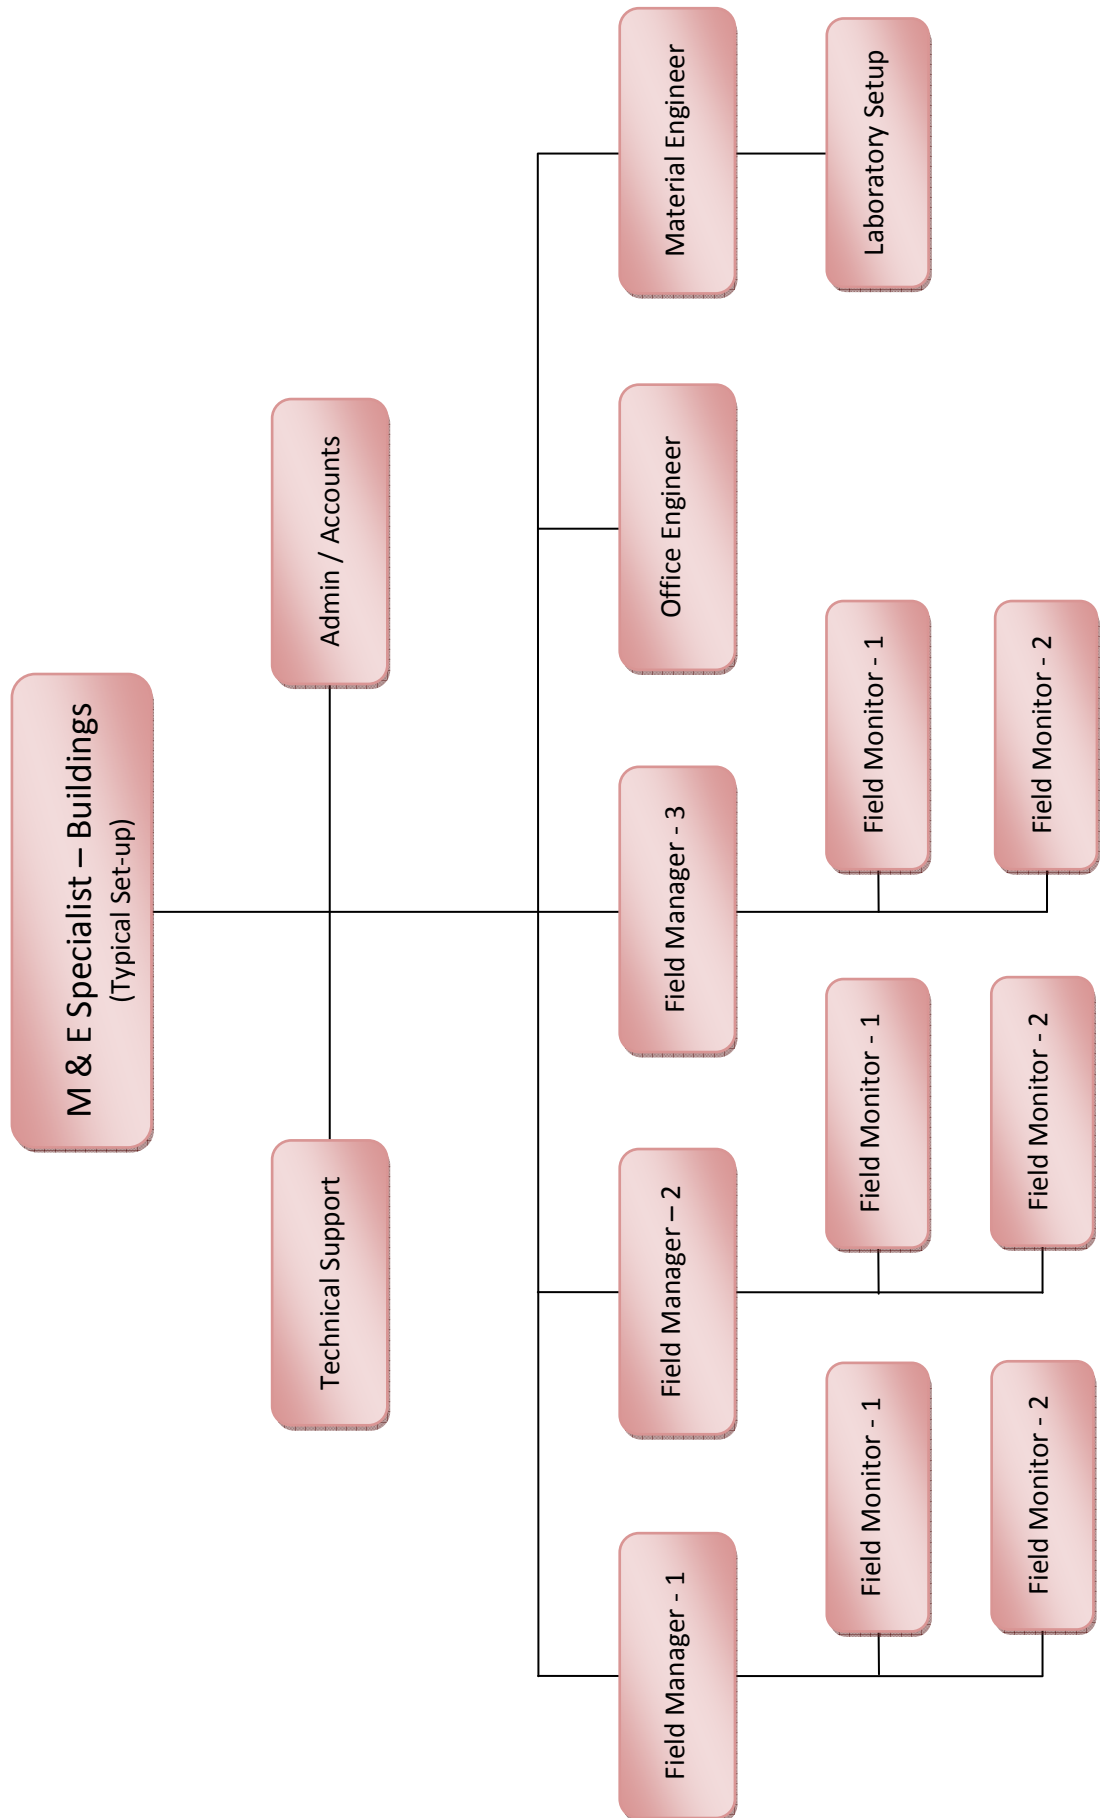 M & E Specialist – Buildings
(Typical Set-up)
Technical Support
Admin / Accounts
Field Manager - 1
Field Manager – 2
Field Manager - 3
Office Engineer
Material Engineer
Field Monitor - 1
Field Monitor - 1
Field Monitor - 1
Laboratory Setup
Field Monitor - 2
Field Monitor - 2
Field Monitor - 2